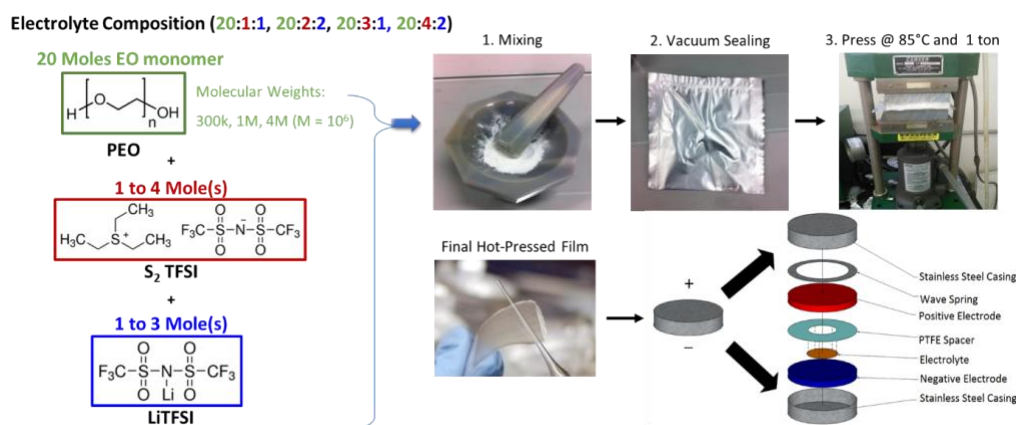 Electrolyte Composition (20:1:1, 20:2:2, 20:3:1, 20:4:2)
20 Moles EO monomer
H O OH
n
Molecular Weights:
300k, 1M, 4M (M = 10⁶)
PEO
+
1 to 4 Mole(s)
CH₃
H₃C S⁺ CH₃
O O
F₃C-S-N⁻-S-CF₃
O O
S₂ TFSI
+
1 to 3 Mole(s)
O O
F₃C-S-N-S-CF₃
O Li O
LiTFSI
1. Mixing
2. Vacuum Sealing
3. Press @ 85°C and 1 ton
Final Hot-Pressed Film
+
−
Stainless Steel Casing
Wave Spring
Positive Electrode
PTFE Spacer
Electrolyte
Negative Electrode
Stainless Steel Casing